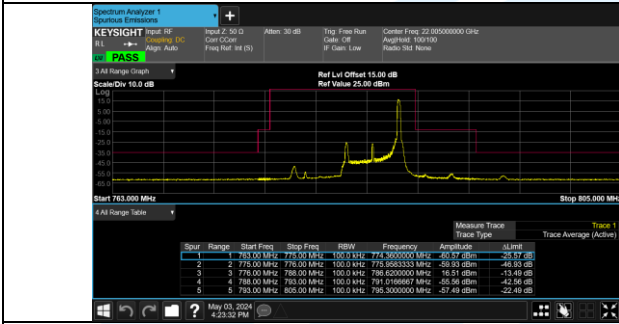 Spectrum Analyzer 1
Spurious Emissions
+
KEYSIGHT Input: RF Input Z: 50 Ω Atten: 30 dB Trig: Free Run Center Freq: 22.005000000 GHz
RL Coupling: DC Corr CCorr Gate: Off Avg|Hold: 100/100
Align: Auto Freq Ref: Int (S) IF Gain: Low Radio Std: None
PASS
3 All Range Graph
Ref Lvl Offset 15.00 dB
Scale/Div 10.0 dB Ref Value 25.00 dBm
Log
15.0
5.00
-5.00
-15.0
-25.0
-35.0
-45.0
-55.0
-65.0
Start 763.000 MHz Stop 805.000 MHz
4 All Range Table
Measure Trace Trace 1
Trace Type Trace Average (Active)
Spur Range Start Freq Stop Freq RBW Frequency Amplitude ΔLimit
1 1 763.00 MHz 775.00 MHz 100.0 kHz 774.3600000 MHz -60.57 dBm -25.57 dB
2 2 775.00 MHz 776.00 MHz 100.0 kHz 775.9583333 MHz -59.93 dBm -46.93 dB
3 3 776.00 MHz 788.00 MHz 100.0 kHz 786.6200000 MHz 16.51 dBm -13.49 dB
4 4 788.00 MHz 793.00 MHz 100.0 kHz 791.0166667 MHz -55.56 dBm -42.56 dB
5 5 793.00 MHz 805.00 MHz 100.0 kHz 795.3000000 MHz -57.49 dBm -22.49 dB
?
May 03, 2024
4:23:32 PM